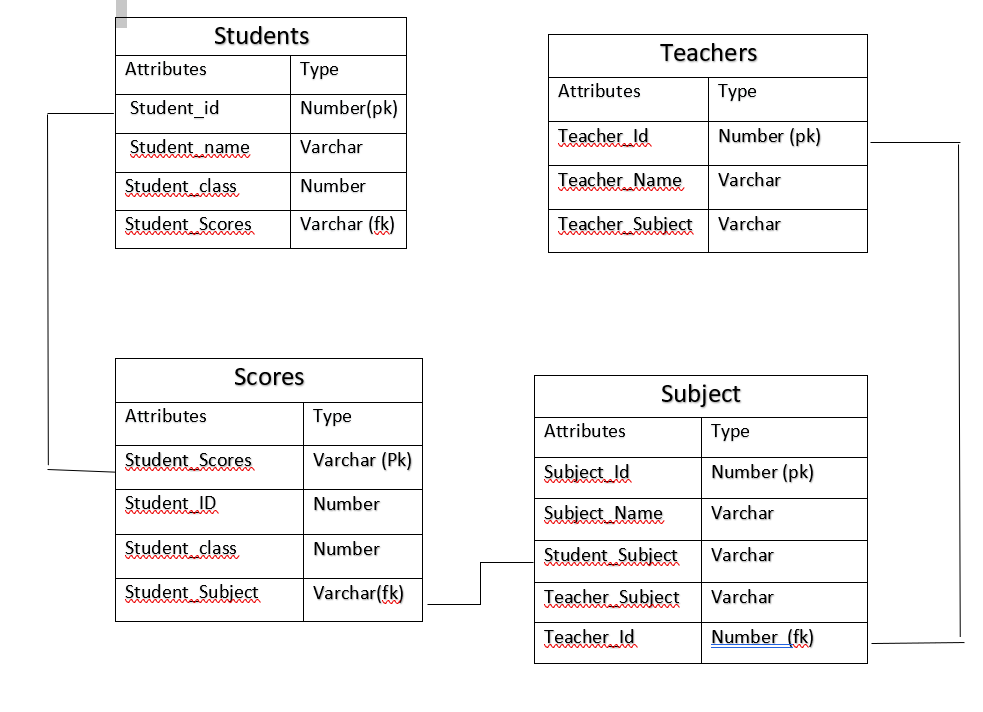 Students
Attributes Type
Student_id Number(pk)
Student_name Varchar
Student_class Number
Student_Scores Varchar (fk)
Teachers
Attributes Type
Teacher_Id Number (pk)
Teacher_Name Varchar
Teacher_Subject Varchar
Scores
Attributes Type
Student_Scores Varchar (Pk)
Student_ID Number
Student_class Number
Student_Subject Varchar(fk)
Subject
Attributes Type
Subject_Id Number (pk)
Subject_Name Varchar
Student_Subject Varchar
Teacher_Subject Varchar
Teacher_Id Number (fk)